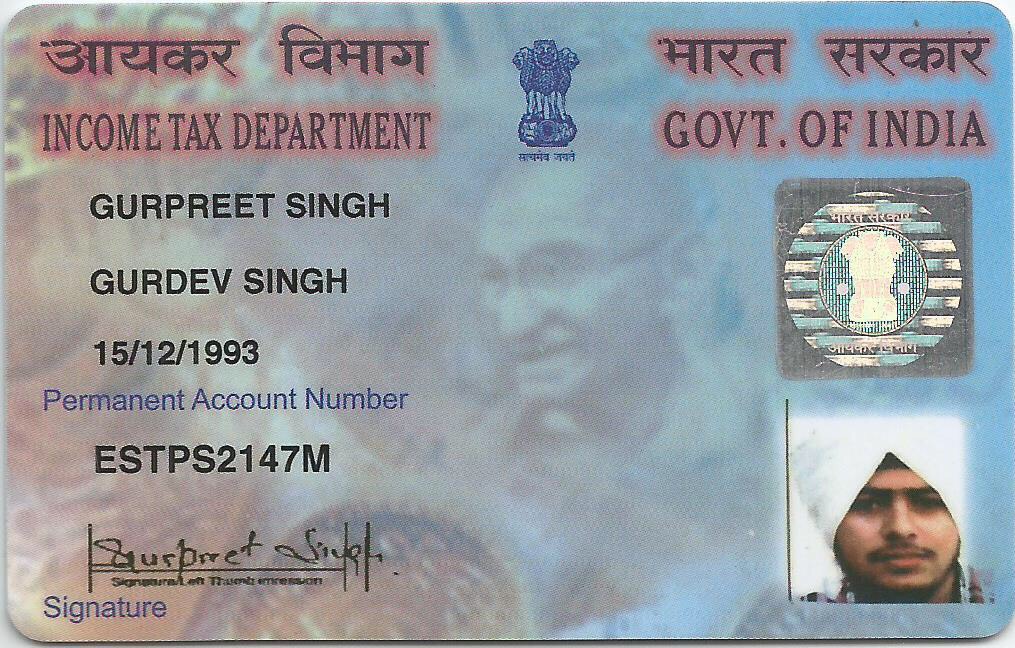 आयकर विभाग
INCOME TAX DEPARTMENT
भारत सरकार
GOVT. OF INDIA
सत्यमेव जयते
GURPREET SINGH
GURDEV SINGH
15/12/1993
Permanent Account Number
ESTPS2147M
Gurpreet Singh
Signature/Left Thumb impression
Signature
भारत सरकार
आयकर विभाग